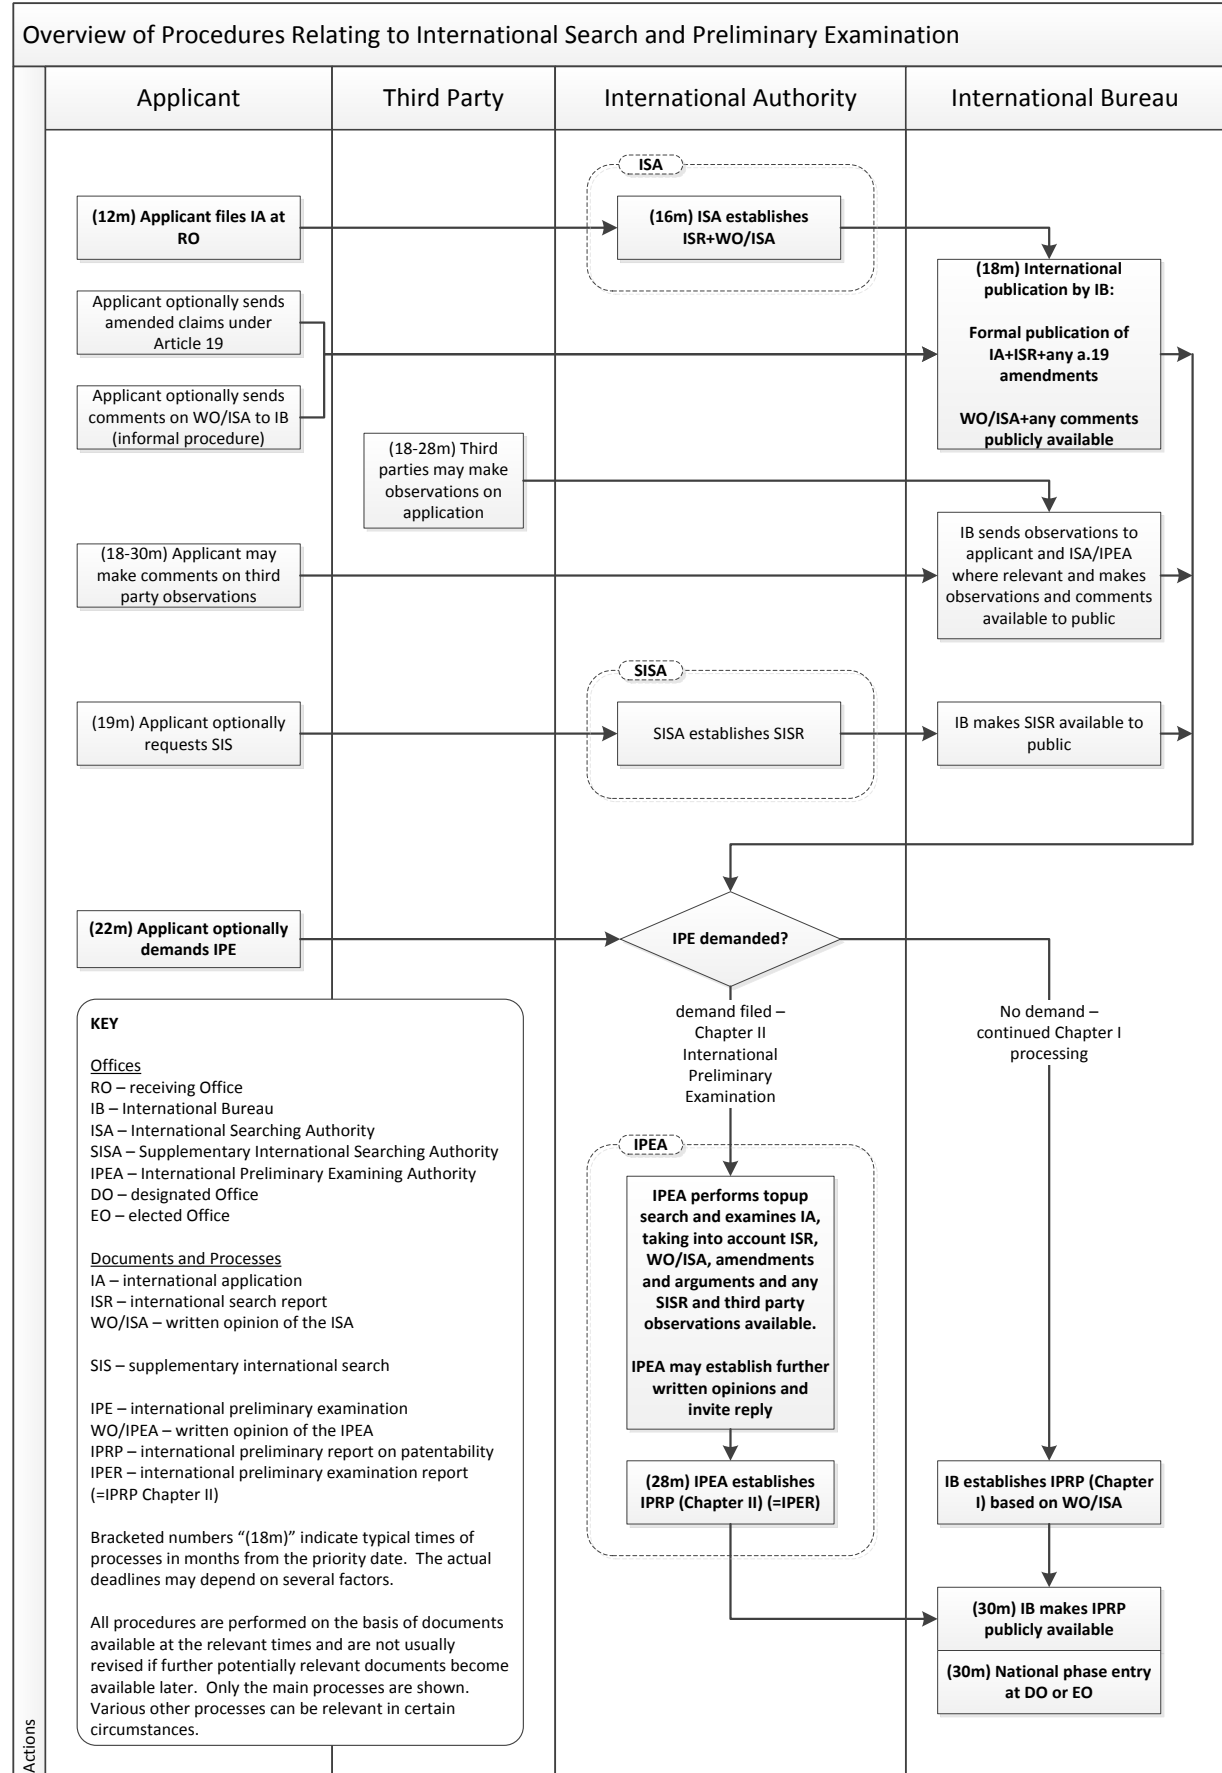 Overview of Procedures Relating to International Search and Preliminary Examination
Applicant
Third Party
International Authority
International Bureau
ISA
(12m) Applicant files IA at
RO
(16m) ISA establishes
ISR+WO/ISA
(18m) International
publication by IB:
Formal publication of
IA+ISR+any a.19
amendments
WO/ISA+any comments
publicly available
Applicant optionally sends
amended claims under
Article 19
Applicant optionally sends
comments on WO/ISA to IB
(informal procedure)
(18-28m) Third
parties may make
observations on
application
(18-30m) Applicant may
make comments on third
party observations
IB sends observations to
applicant and ISA/IPEA
where relevant and makes
observations and comments
available to public
SISA
(19m) Applicant optionally
requests SIS
SISA establishes SISR
IB makes SISR available to
public
(22m) Applicant optionally
demands IPE
IPE demanded?
demand filed –
Chapter II
International
Preliminary
Examination
No demand –
continued Chapter I
processing
KEY
Offices
RO – receiving Office
IB – International Bureau
ISA – International Searching Authority
SISA – Supplementary International Searching Authority
IPEA – International Preliminary Examining Authority
DO – designated Office
EO – elected Office
Documents and Processes
IA – international application
ISR – international search report
WO/ISA – written opinion of the ISA
SIS – supplementary international search
IPE – international preliminary examination
WO/IPEA – written opinion of the IPEA
IPRP – international preliminary report on patentability
IPER – international preliminary examination report
(=IPRP Chapter II)
Bracketed numbers “(18m)” indicate typical times of
processes in months from the priority date.  The actual
deadlines may depend on several factors.
All procedures are performed on the basis of documents
available at the relevant times and are not usually
revised if further potentially relevant documents become
available later.  Only the main processes are shown.
Various other processes can be relevant in certain
circumstances.
IPEA
IPEA performs topup
search and examines IA,
taking into account ISR,
WO/ISA, amendments
and arguments and any
SISR and third party
observations available.
IPEA may establish further
written opinions and
invite reply
(28m) IPEA establishes
IPRP (Chapter II) (=IPER)
IB establishes IPRP (Chapter
I) based on WO/ISA
(30m) IB makes IPRP
publicly available
(30m) National phase entry
at DO or EO
Actions